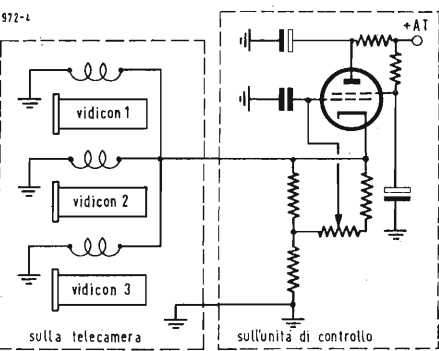 972-4
+AT
vidicon 1
vidicon 2
vidicon 3
sulla telecamera
sull'unità di controllo